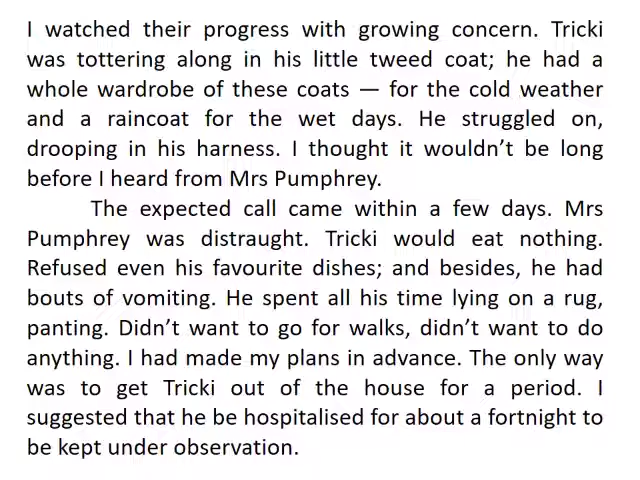 I watched their progress with growing concern. Tricki
was tottering along in his little tweed coat; he had a
whole wardrobe of these coats — for the cold weather
and a raincoat for the wet days. He struggled on,
drooping in his harness. I thought it wouldn’t be long
before I heard from Mrs Pumphrey.
The expected call came within a few days. Mrs
Pumphrey was distraught. Tricki would eat nothing.
Refused even his favourite dishes; and besides, he had
bouts of vomiting. He spent all his time lying on a rug,
panting. Didn’t want to go for walks, didn’t want to do
anything. I had made my plans in advance. The only way
was to get Tricki out of the house for a period. I
suggested that he be hospitalised for about a fortnight to
be kept under observation.